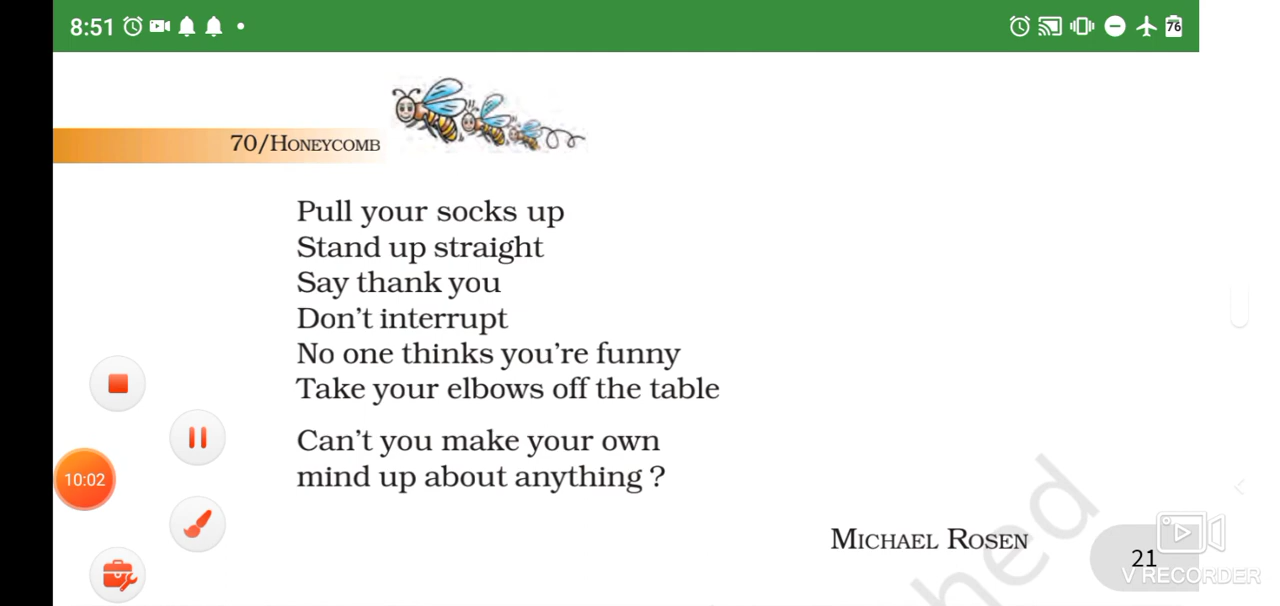 8:51
76
70/HONEYCOMB
Pull your socks up
Stand up straight
Say thank you
Don't interrupt
No one thinks you're funny
Take your elbows off the table
Can't you make your own
mind up about anything ?
MICHAEL ROSEN
10:02
21
V RECORDER
hed